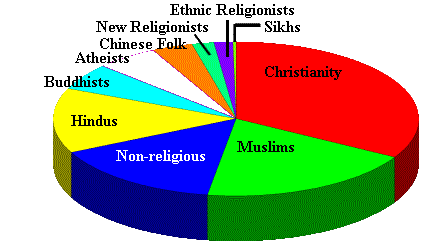 Ethnic Religionists
New Religionists
Sikhs
Chinese Folk
Atheists
Christianity
Buddhists
Hindus
Muslims
Non-religious